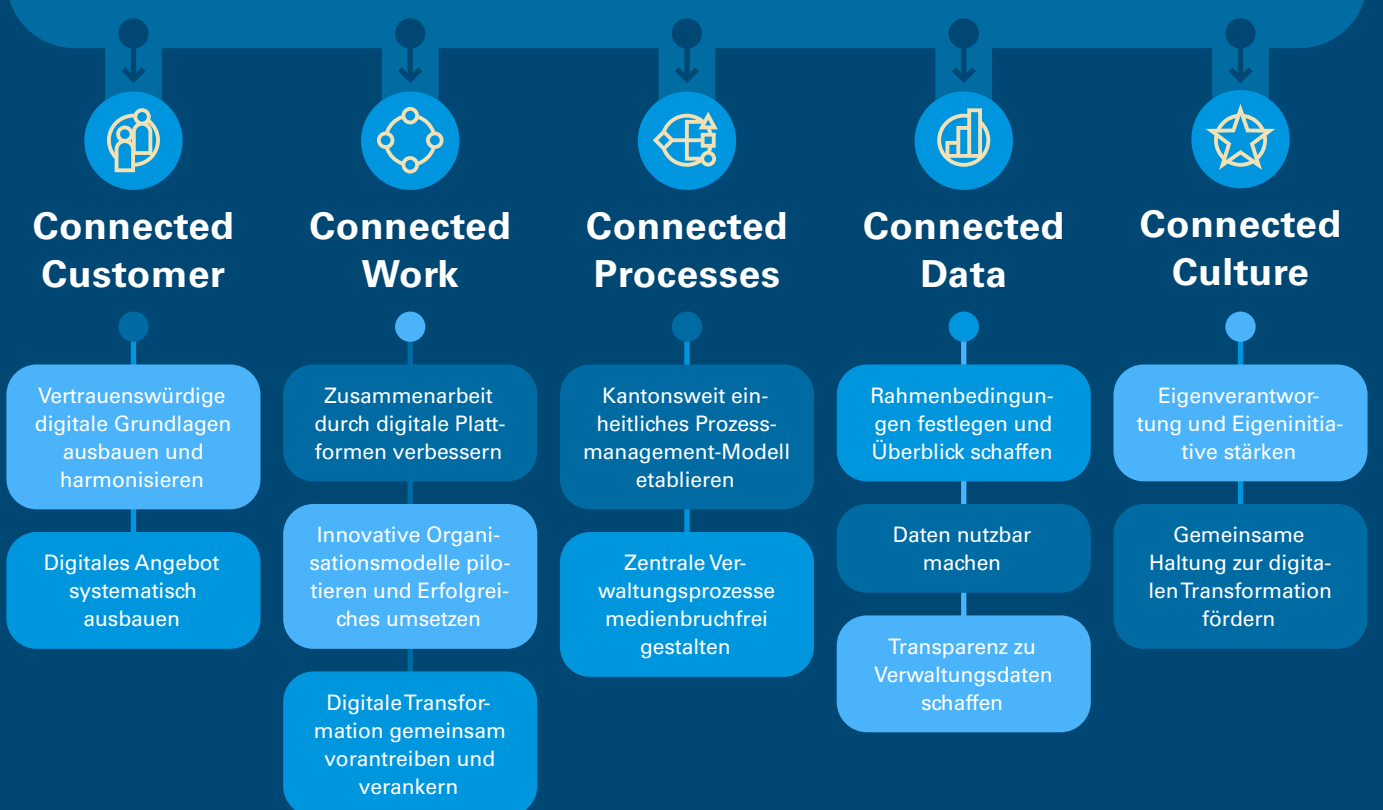 Connected
Customer
Vertrauenswürdige
digitale Grundlagen
ausbauen und
harmonisieren
Digitales Angebot
systematisch
ausbauen
Connected
Work
Zusammenarbeit
durch digitale Platt-
formen verbessern
Innovative Organi-
sationsmodelle pilo-
tieren und Erfolgrei-
ches umsetzen
Digitale Transfor-
mation gemeinsam
vorantreiben und
verankern
Connected
Processes
Kantonsweit ein-
heitliches Prozess-
management-Modell
etablieren
Zentrale Ver-
waltungsprozesse
medienbruchfrei
gestalten
Connected
Data
Rahmenbedingun-
gen festlegen und
Überblick schaffen
Daten nutzbar
machen
Transparenz zu
Verwaltungsdaten
schaffen
Connected
Culture
Eigenverantwor-
tung und Eigeninitia-
tive stärken
Gemeinsame
Haltung zur digita-
len Transformation
fördern